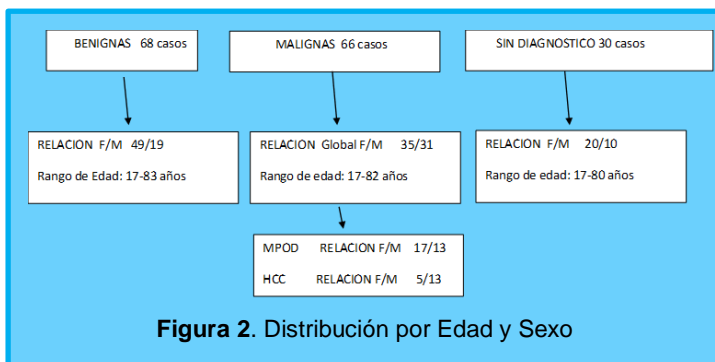 BENIGNAS 68 casos
MALIGNAS 66 casos
SIN DIAGNOSTICO 30 casos
RELACION F/M 49/19
Rango de Edad: 17-83 años
RELACION Global F/M 35/31
Rango de edad: 17-82 años
RELACION F/M 20/10
Rango de edad: 17-80 años
MPOD RELACION F/M 17/13
HCC RELACION F/M 5/13
Figura 2. Distribución por Edad y Sexo